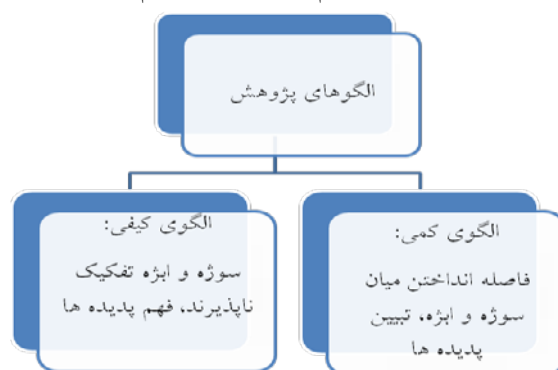 الگوهای پژوهش
الگوی کمی:
فاصله انداختن میان
سوژه و ابژه، تبیین
پدیده ها
الگوی کیفی:
سوژه و ابژه تفکیک
ناپذیرند، فهم پدیده ها